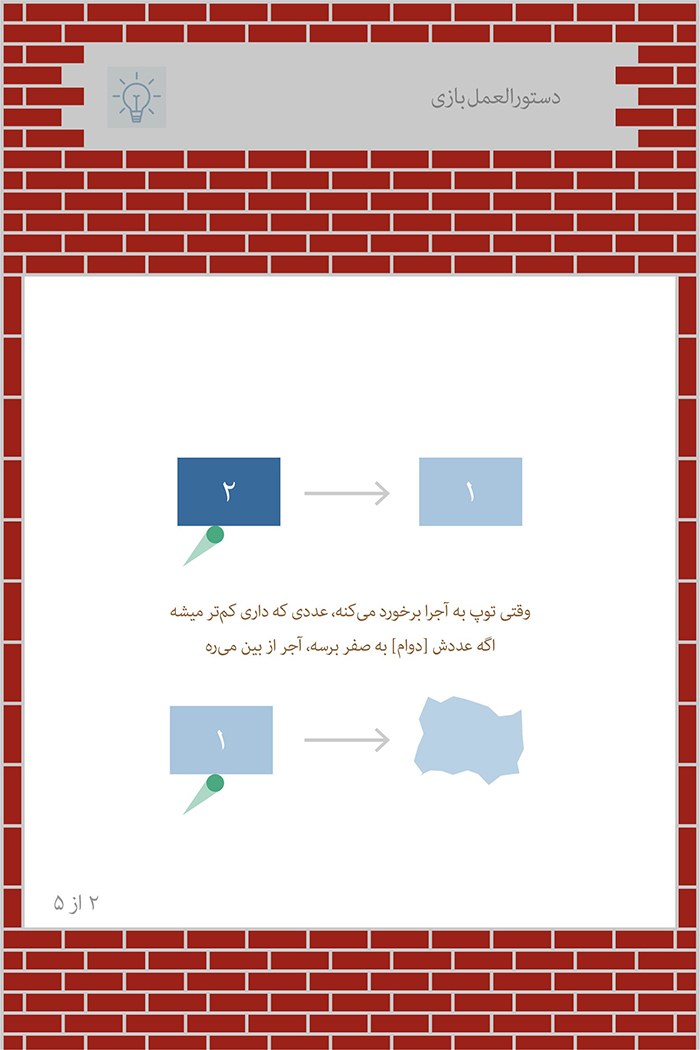 دستورالعمل بازی
۲
۱
وقتی توپ به آجرا برخورد می‌کنه، عددی که داری کم‌تر میشه
اگه عددش [دوام] به صفر برسه، آجر از بین می‌ره
۱
۲ از ۵